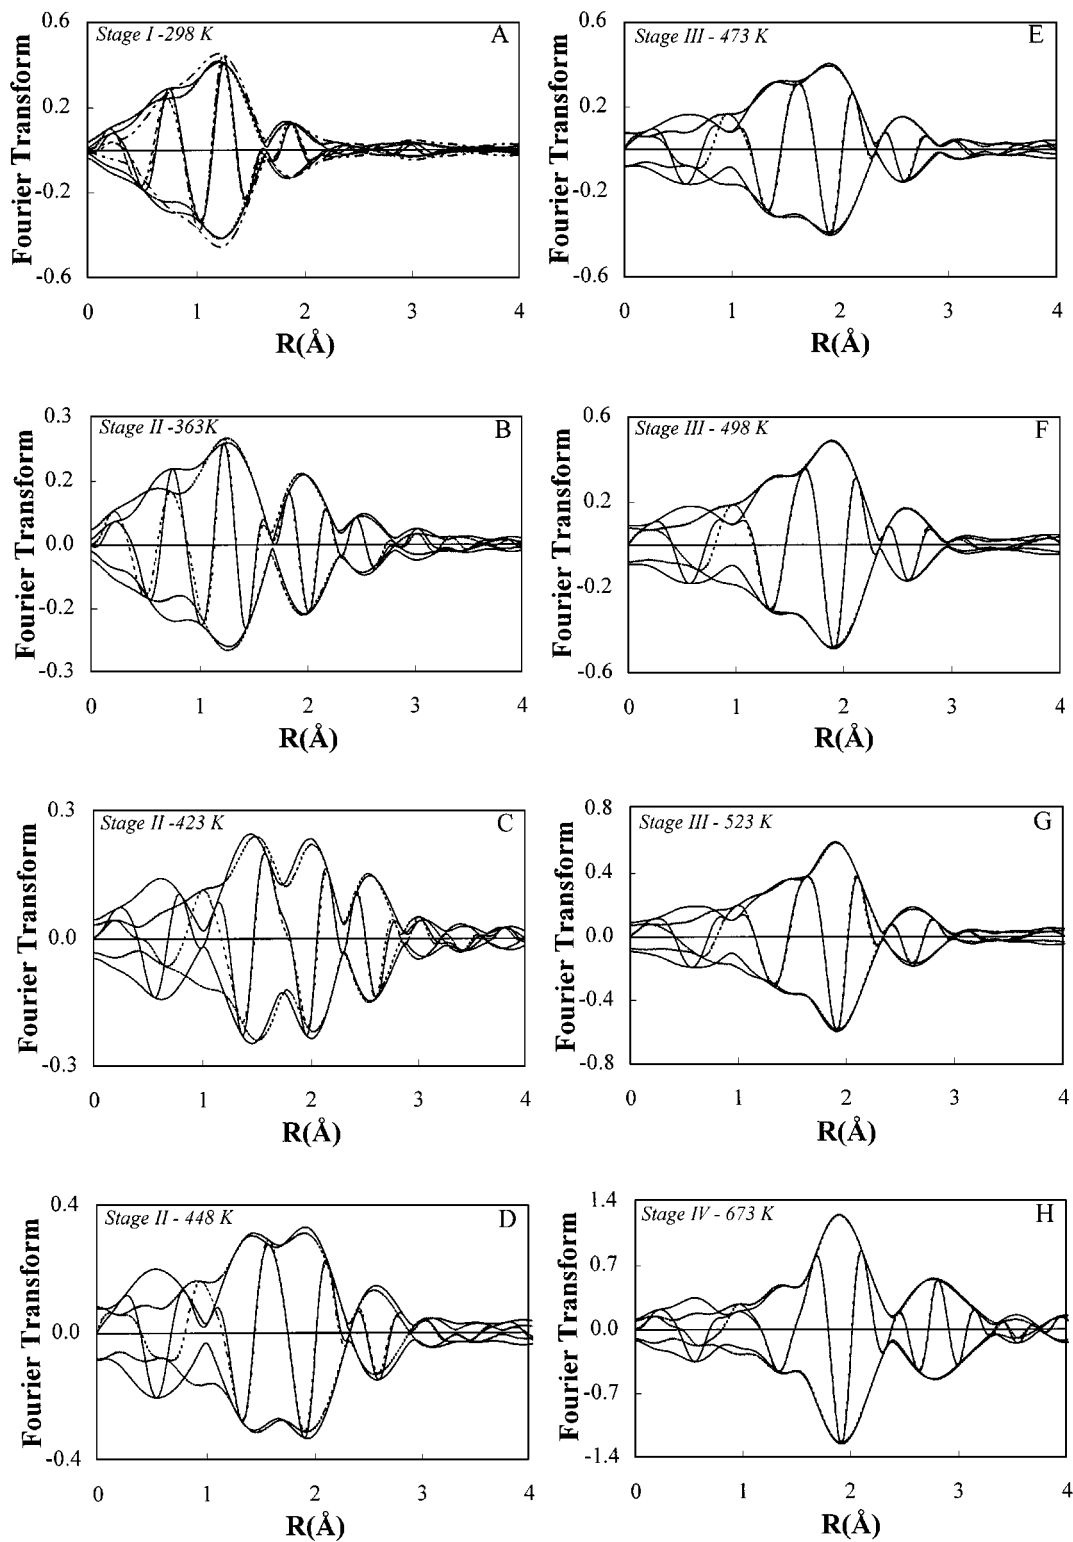 0.6
Stage I -298 K
A
0.2
-0.2
-0.6
Fourier Transform
0 1 2 3 4
R(Å)
0.6
Stage III - 473 K
E
0.2
-0.2
-0.6
Fourier Transform
0 1 2 3 4
R(Å)
0.3
Stage II -363K
B
0.2
0.0
-0.2
-0.3
Fourier Transform
0 1 2 3 4
R(Å)
0.6
Stage III - 498 K
F
0.2
-0.2
-0.6
Fourier Transform
0 1 2 3 4
R(Å)
0.3
Stage II -423 K
C
0.0
-0.3
Fourier Transform
0 1 2 3 4
R(Å)
0.8
Stage III - 523 K
G
0.4
0.0
-0.4
-0.8
Fourier Transform
0 1 2 3 4
R(Å)
0.4
Stage II - 448 K
D
0.0
-0.4
Fourier Transform
0 1 2 3 4
R(Å)
1.4
Stage IV - 673 K
H
0.7
0.0
-0.7
-1.4
Fourier Transform
0 1 2 3 4
R(Å)